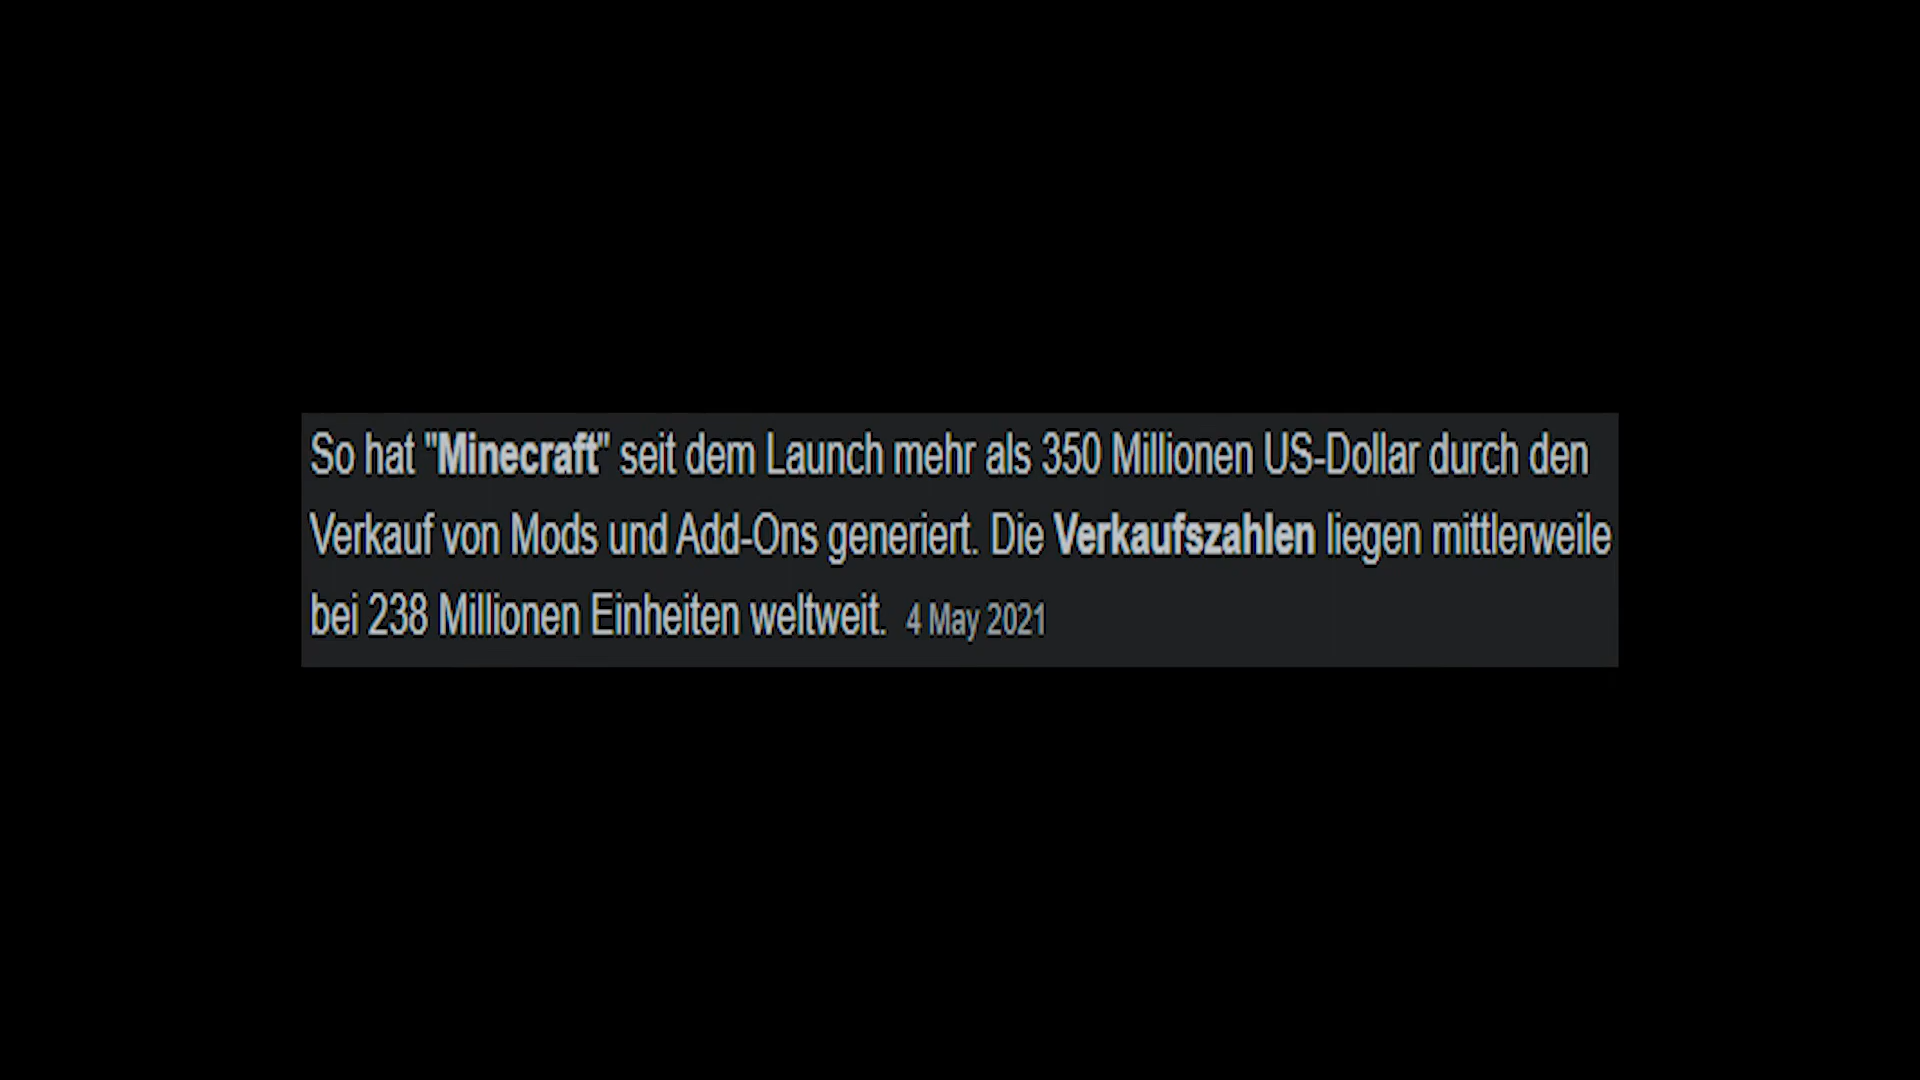 So hat "Minecraft" seit dem Launch mehr als 350 Millionen US-Dollar durch den
Verkauf von Mods und Add-Ons generiert. Die Verkaufszahlen liegen mittlerweile
bei 238 Millionen Einheiten weltweit. 4 May 2021